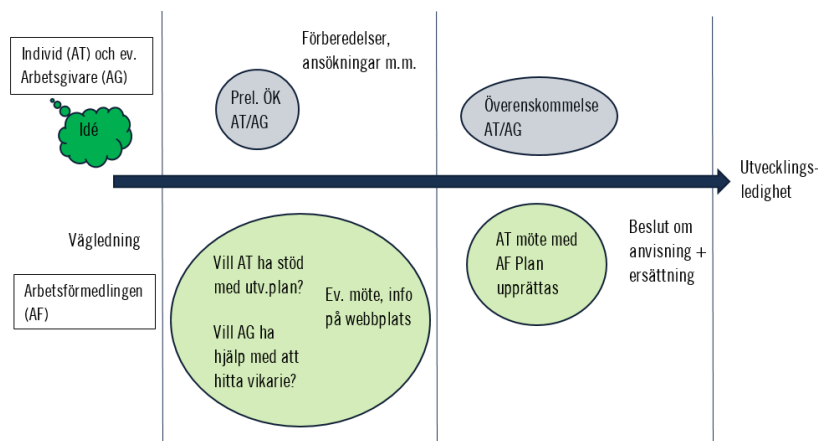 Individ (AT) och ev.
Arbetsgivare (AG)
Idé
Prel. ÖK
AT/AG
Förberedelser,
ansökningar m.m.
Överenskommelse
AT/AG
Utvecklings-
ledighet
Vägledning
Arbetsförmedlingen
(AF)
Vill AT ha stöd
med utv.plan?
Vill AG ha
hjälp med att
hitta vikarie?
Ev. möte, info
på webbplats
AT möte med
AF Plan
upprättas
Beslut om
anvisning +
ersättning